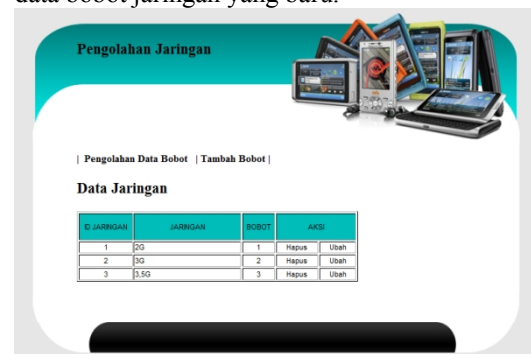 data bobot jaringan yang baru.
Pengolahan Jaringan
| Pengolahan Data Bobot | Tambah Bobot |
Data Jaringan
ID JARINGAN JARINGAN BOBOT AKSI
1 2G 1 Hapus Ubah
2 3G 2 Hapus Ubah
3 3,5G 3 Hapus Ubah